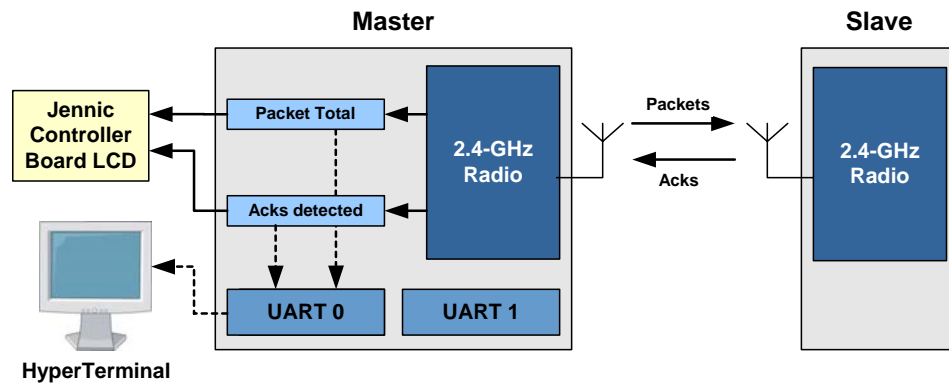 Master
Slave
Jennic
Controller
Board LCD
Packet Total
2.4-GHz
Radio
Packets
Acks
2.4-GHz
Radio
Acks detected
UART 0
UART 1
HyperTerminal